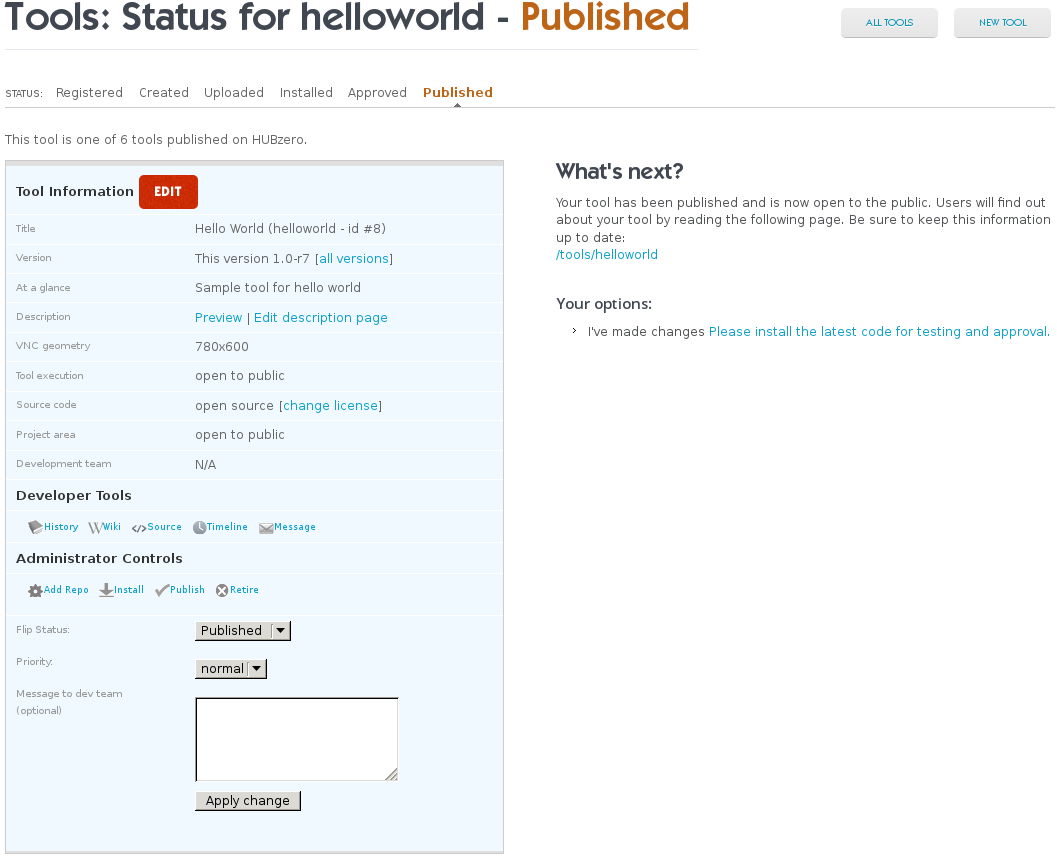 Tools: Status for helloworld - Published
ALL TOOLS
NEW TOOL
STATUS: Registered Created Uploaded Installed Approved Published
This tool is one of 6 tools published on HUBzero.
Tool Information EDIT
Title Hello World (helloworld - id #8)
Version This version 1.0-r7 [all versions]
At a glance Sample tool for hello world
Description Preview | Edit description page
VNC geometry 780x600
Tool execution open to public
Source code open source [change license]
Project area open to public
Development team N/A
Developer Tools
History Wiki Source Timeline Message
Administrator Controls
Add Repo Install Publish Retire
Flip Status: Published
Priority: normal
Message to dev team
(optional)
Apply change
What's next?
Your tool has been published and is now open to the public. Users will find out
about your tool by reading the following page. Be sure to keep this information
up to date:
/tools/helloworld
Your options:
I've made changes Please install the latest code for testing and approval.